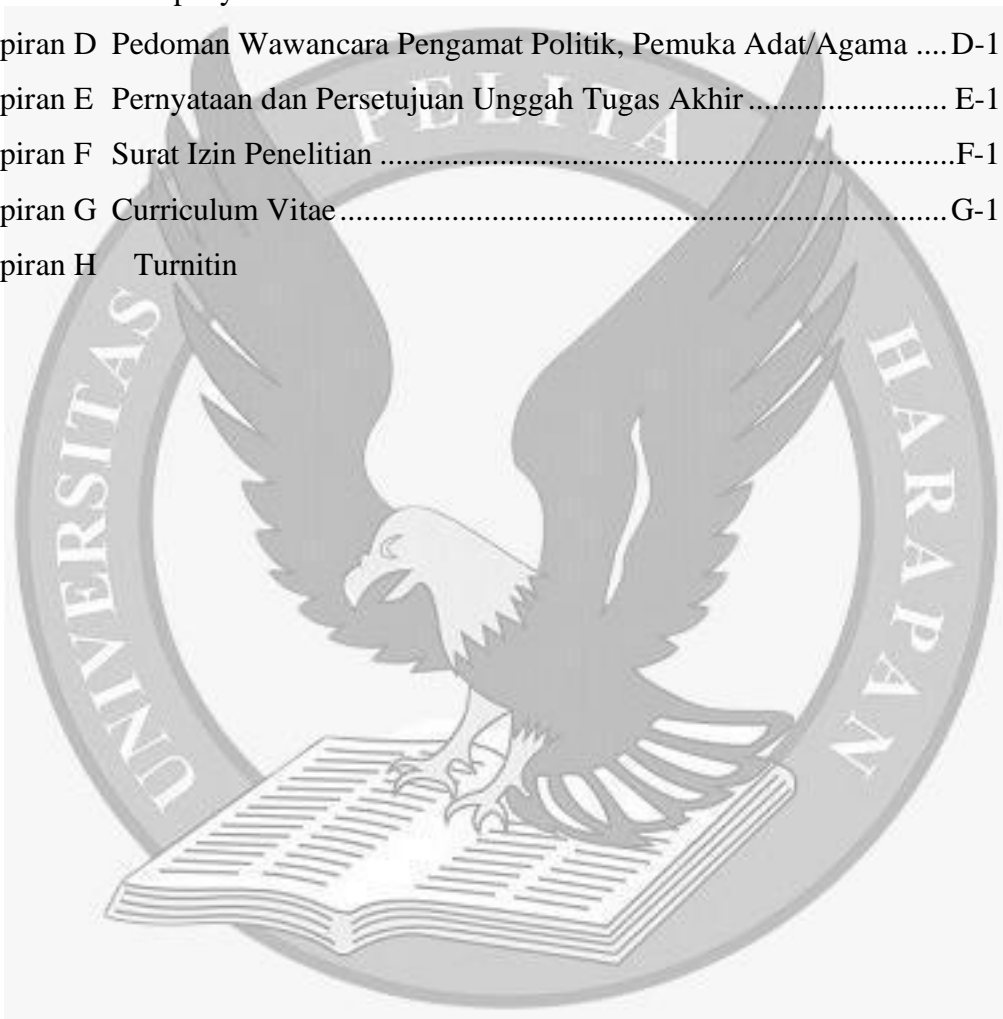 piran D Pedoman Wawancara Pengamat Politik, Pemuka Adat/Agama ....D-1
piran E Pernyataan dan Persetujuan Unggah Tugas Akhir ......................... E-1
piran F Surat Izin Penelitian ........................................................................F-1
piran G Curriculum Vitae ............................................................................G-1
piran H Turnitin
UNIVERSITAS PELITA HARAPAN